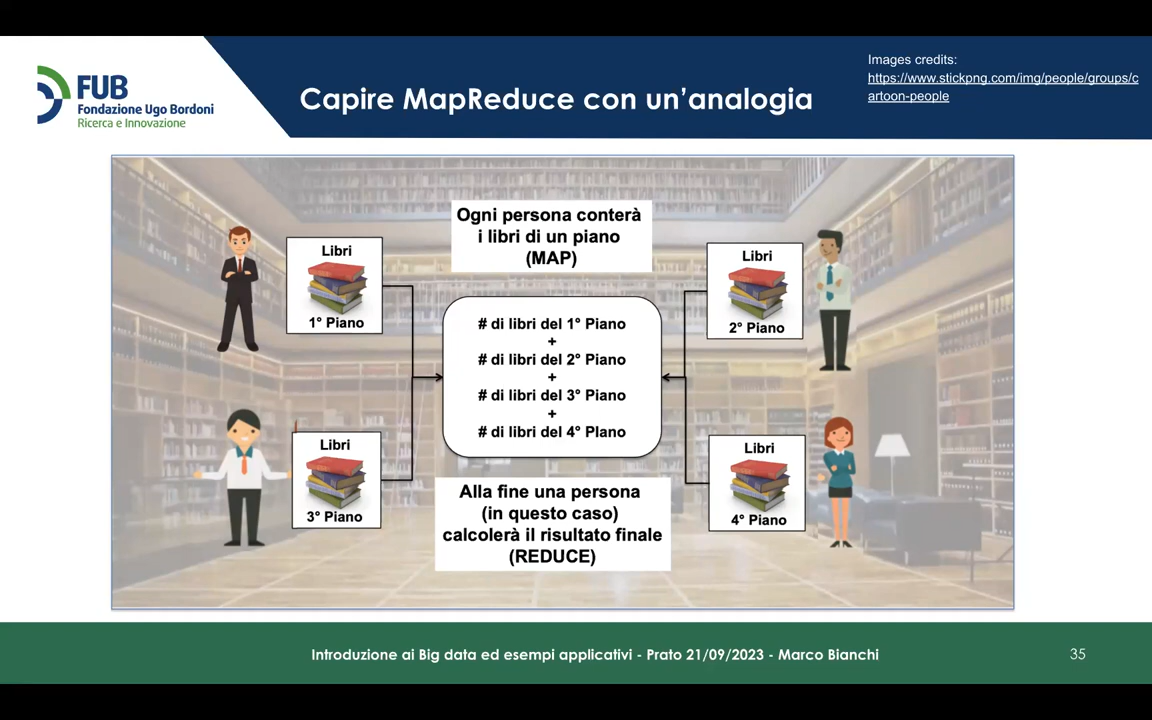 FUB
Fondazione Ugo Bordoni
Ricerca e Innovazione
Capire MapReduce con un'analogia
Images credits:
https://www.stickpng.com/img/people/groups/c
artoon-people
Ogni persona conterà
i libri di un piano
(MAP)
Libri
1° Piano
Libri
2° Piano
# di libri del 1° Piano
+
# di libri del 2° Piano
+
# di libri del 3° Piano
+
# di libri del 4° PIano
Libri
3° Piano
Libri
4° Piano
Alla fine una persona
(in questo caso)
calcolerà il risultato finale
(REDUCE)
Introduzione ai Big data ed esempi applicativi - Prato 21/09/2023 - Marco Bianchi
35